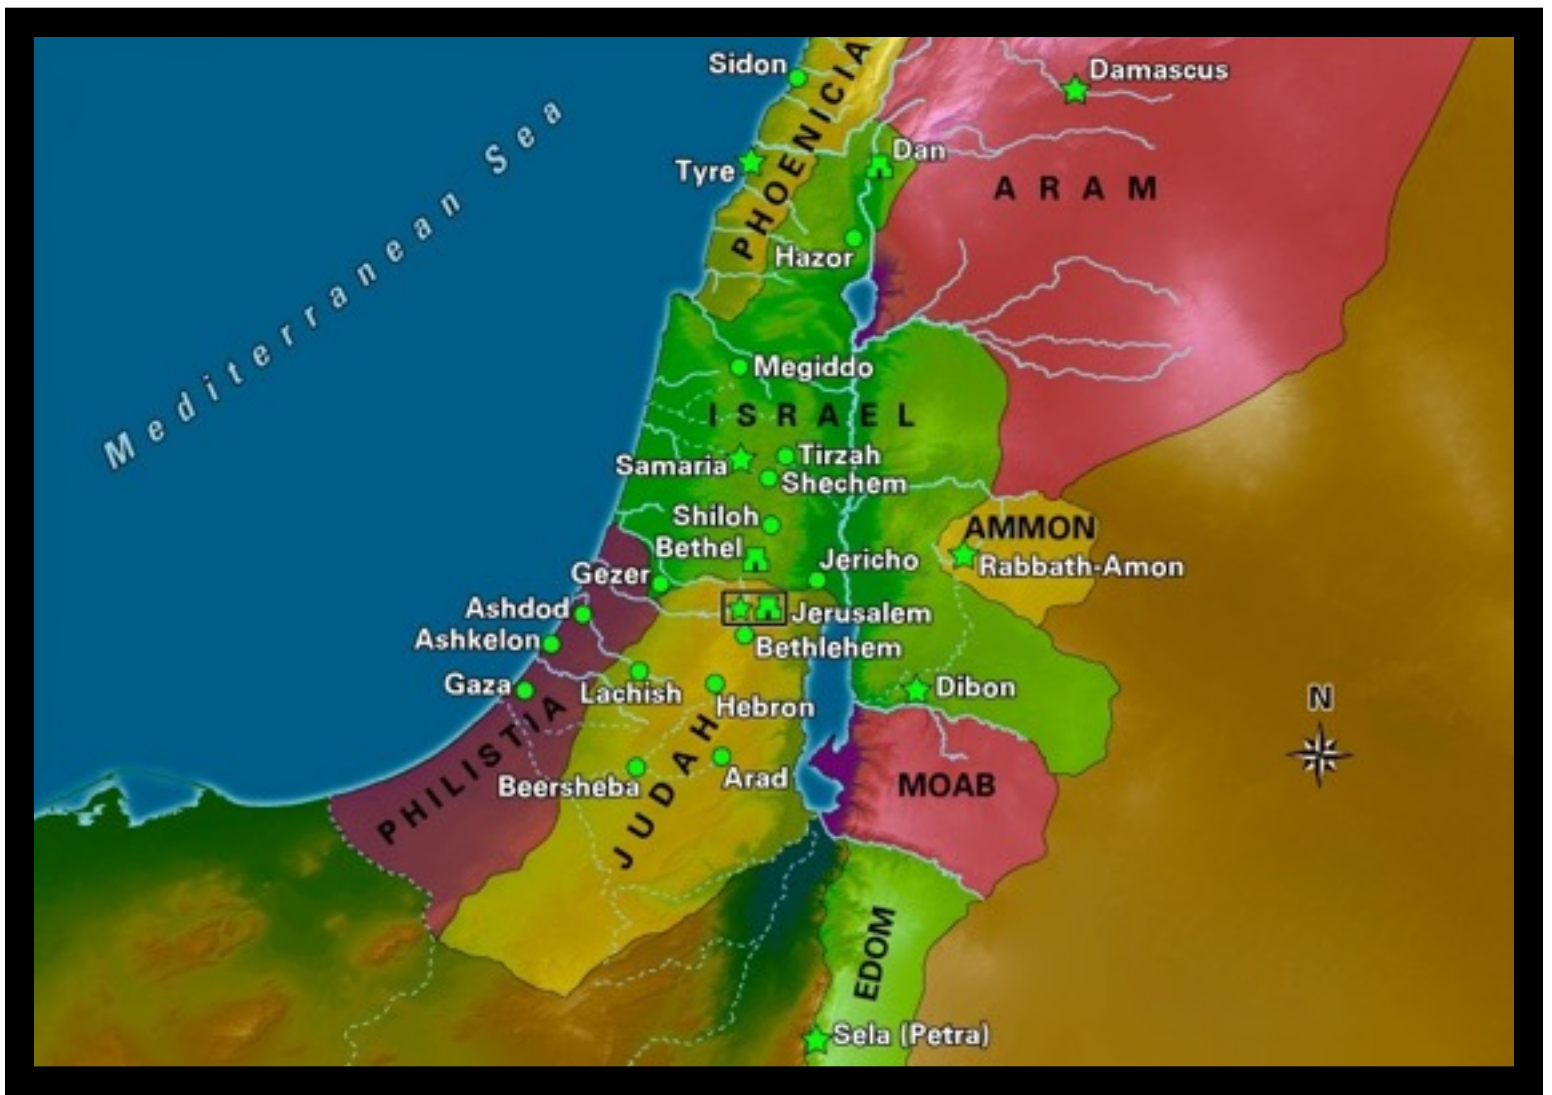 Sidon
Damascus
PHOENICIA
Mediterranean Sea
Dan
Tyre
ARAM
Hazor
Megiddo
ISRAEL
Tirzah
Samaria
Shechem
Shiloh
AMMON
Bethel
Jericho
Rabbath-Amon
Gezer
Ashdod
Jerusalem
Ashkelon
Bethlehem
Gaza
Lachish
Dibon
Hebron
N
PHILISTIA
JUDAH
Arad
Beersheba
MOAB
EDOM
Sela (Petra)